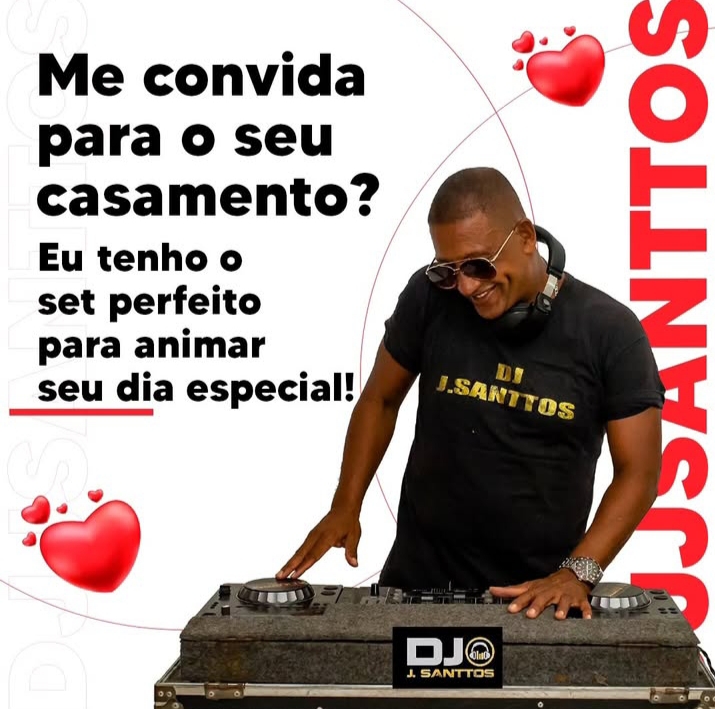 Me convida
para o seu
casamento?
Eu tenho o
set perfeito
para animar
seu dia especial!
DJ
J.SANTTOS
DJ
J. SANTTOS
DJSANTTOS
DJJSANTTOS